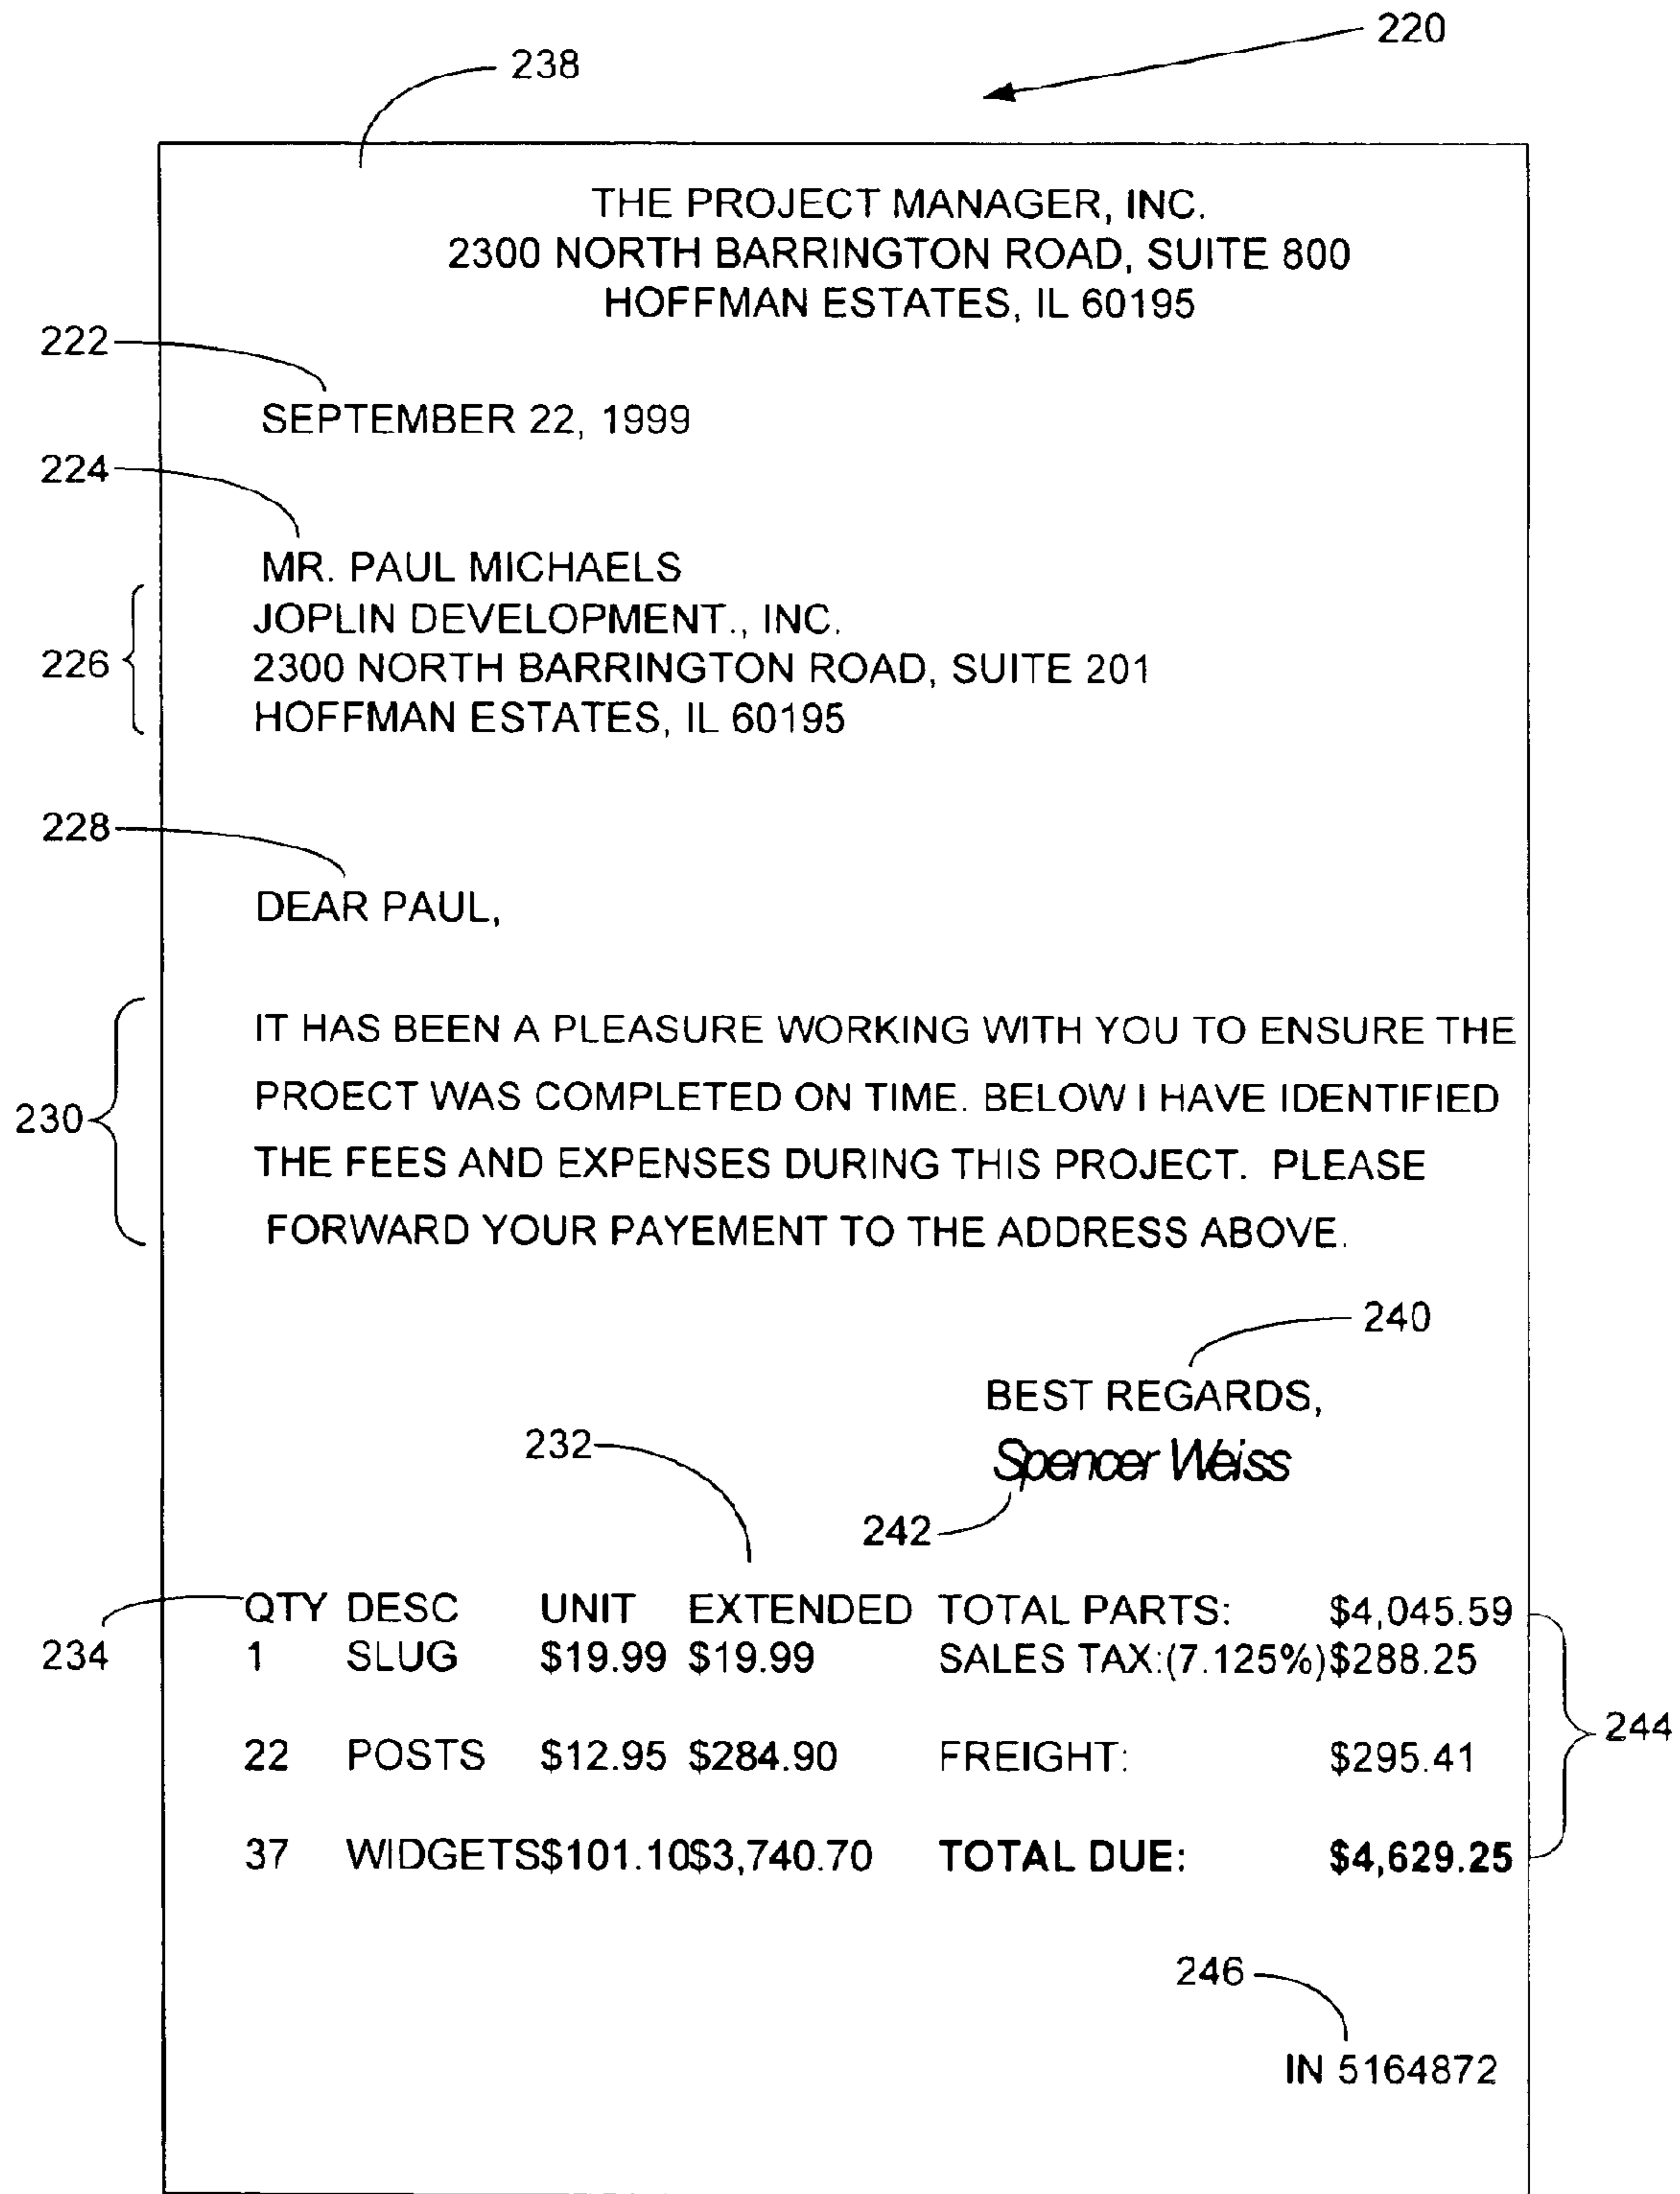 220
238
THE PROJECT MANAGER, INC.
2300 NORTH BARRINGTON ROAD, SUITE 800
HOFFMAN ESTATES, IL 60195
222
SEPTEMBER 22, 1999
224
MR. PAUL MICHAELS
JOPLIN DEVELOPMENT., INC.
226
2300 NORTH BARRINGTON ROAD, SUITE 201
HOFFMAN ESTATES, IL 60195
228
DEAR PAUL,
IT HAS BEEN A PLEASURE WORKING WITH YOU TO ENSURE THE
PROECT WAS COMPLETED ON TIME. BELOW I HAVE IDENTIFIED
230
THE FEES AND EXPENSES DURING THIS PROJECT. PLEASE
FORWARD YOUR PAYEMENT TO THE ADDRESS ABOVE.
240
BEST REGARDS,
232
Spencer Weiss
242
QTY DESC UNIT EXTENDED TOTAL PARTS: $4,045.59
234
1 SLUG $19.99 $19.99 SALES TAX:(7.125%)$288.25
244
22 POSTS $12.95 $284.90 FREIGHT: $295.41
37 WIDGETS$101.10$3,740.70 TOTAL DUE: $4,629.25
246
IN 5164872